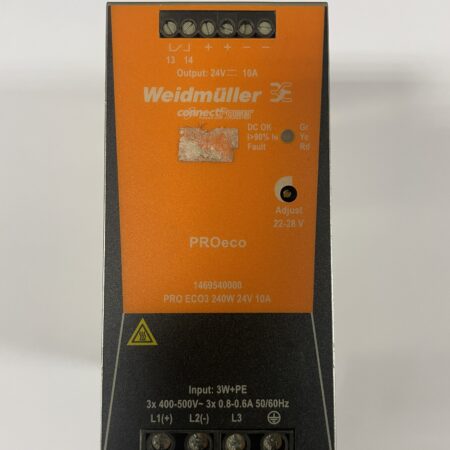 13 14 + + − −
Output: 24V⎓ 10A
Weidmüller
connectPower
DC OK Gr
I>90% IN Ye
Fault Rd
Adjust
22-28 V
PROeco
1469540000
PRO ECO3 240W 24V 10A
Input: 3W+PE
3x 400-500V~ 3x 0.8-0.6A 50/60Hz
L1(+) L2(-) L3